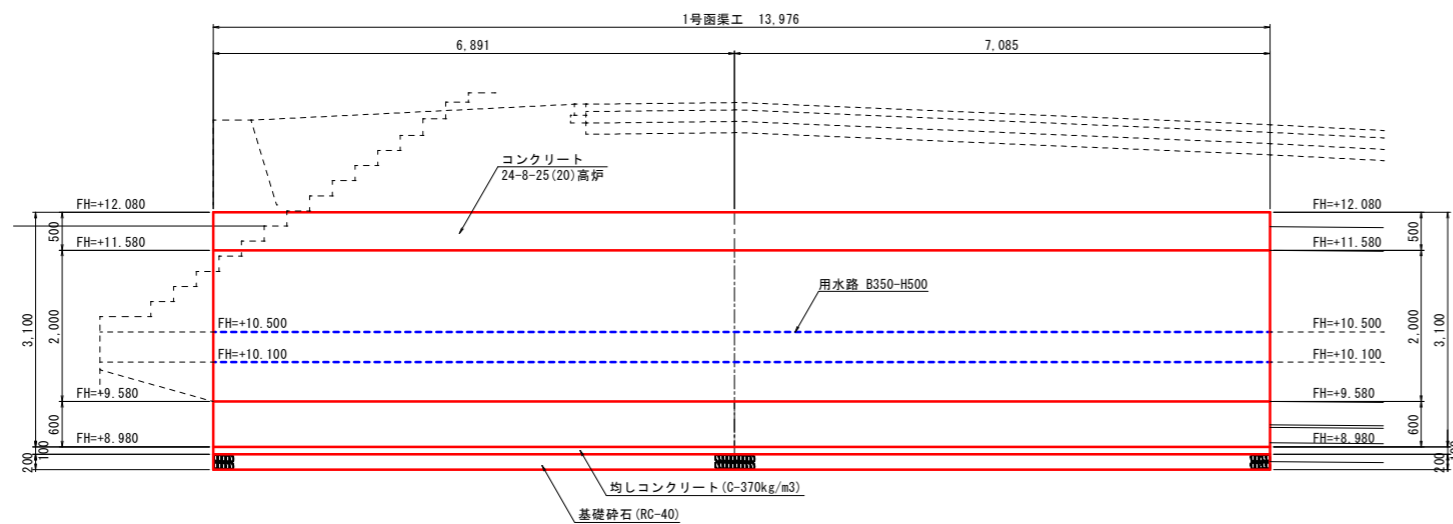 1号函渠工 13,976
6,891
7,085
コンクリート
24-8-25(20)高炉
FH=+12.080
FH=+12.080
500
500
FH=+11.580
FH=+11.580
用水路 B350-H500
3,100
2,000
2,000
3,100
FH=+10.500
FH=+10.500
FH=+10.100
FH=+10.100
FH=+9.580
FH=+9.580
600
600
FH=+8.980
FH=+8.980
100
200
200
均しコンクリート(C-370kg/m3)
基礎砕石(RC-40)